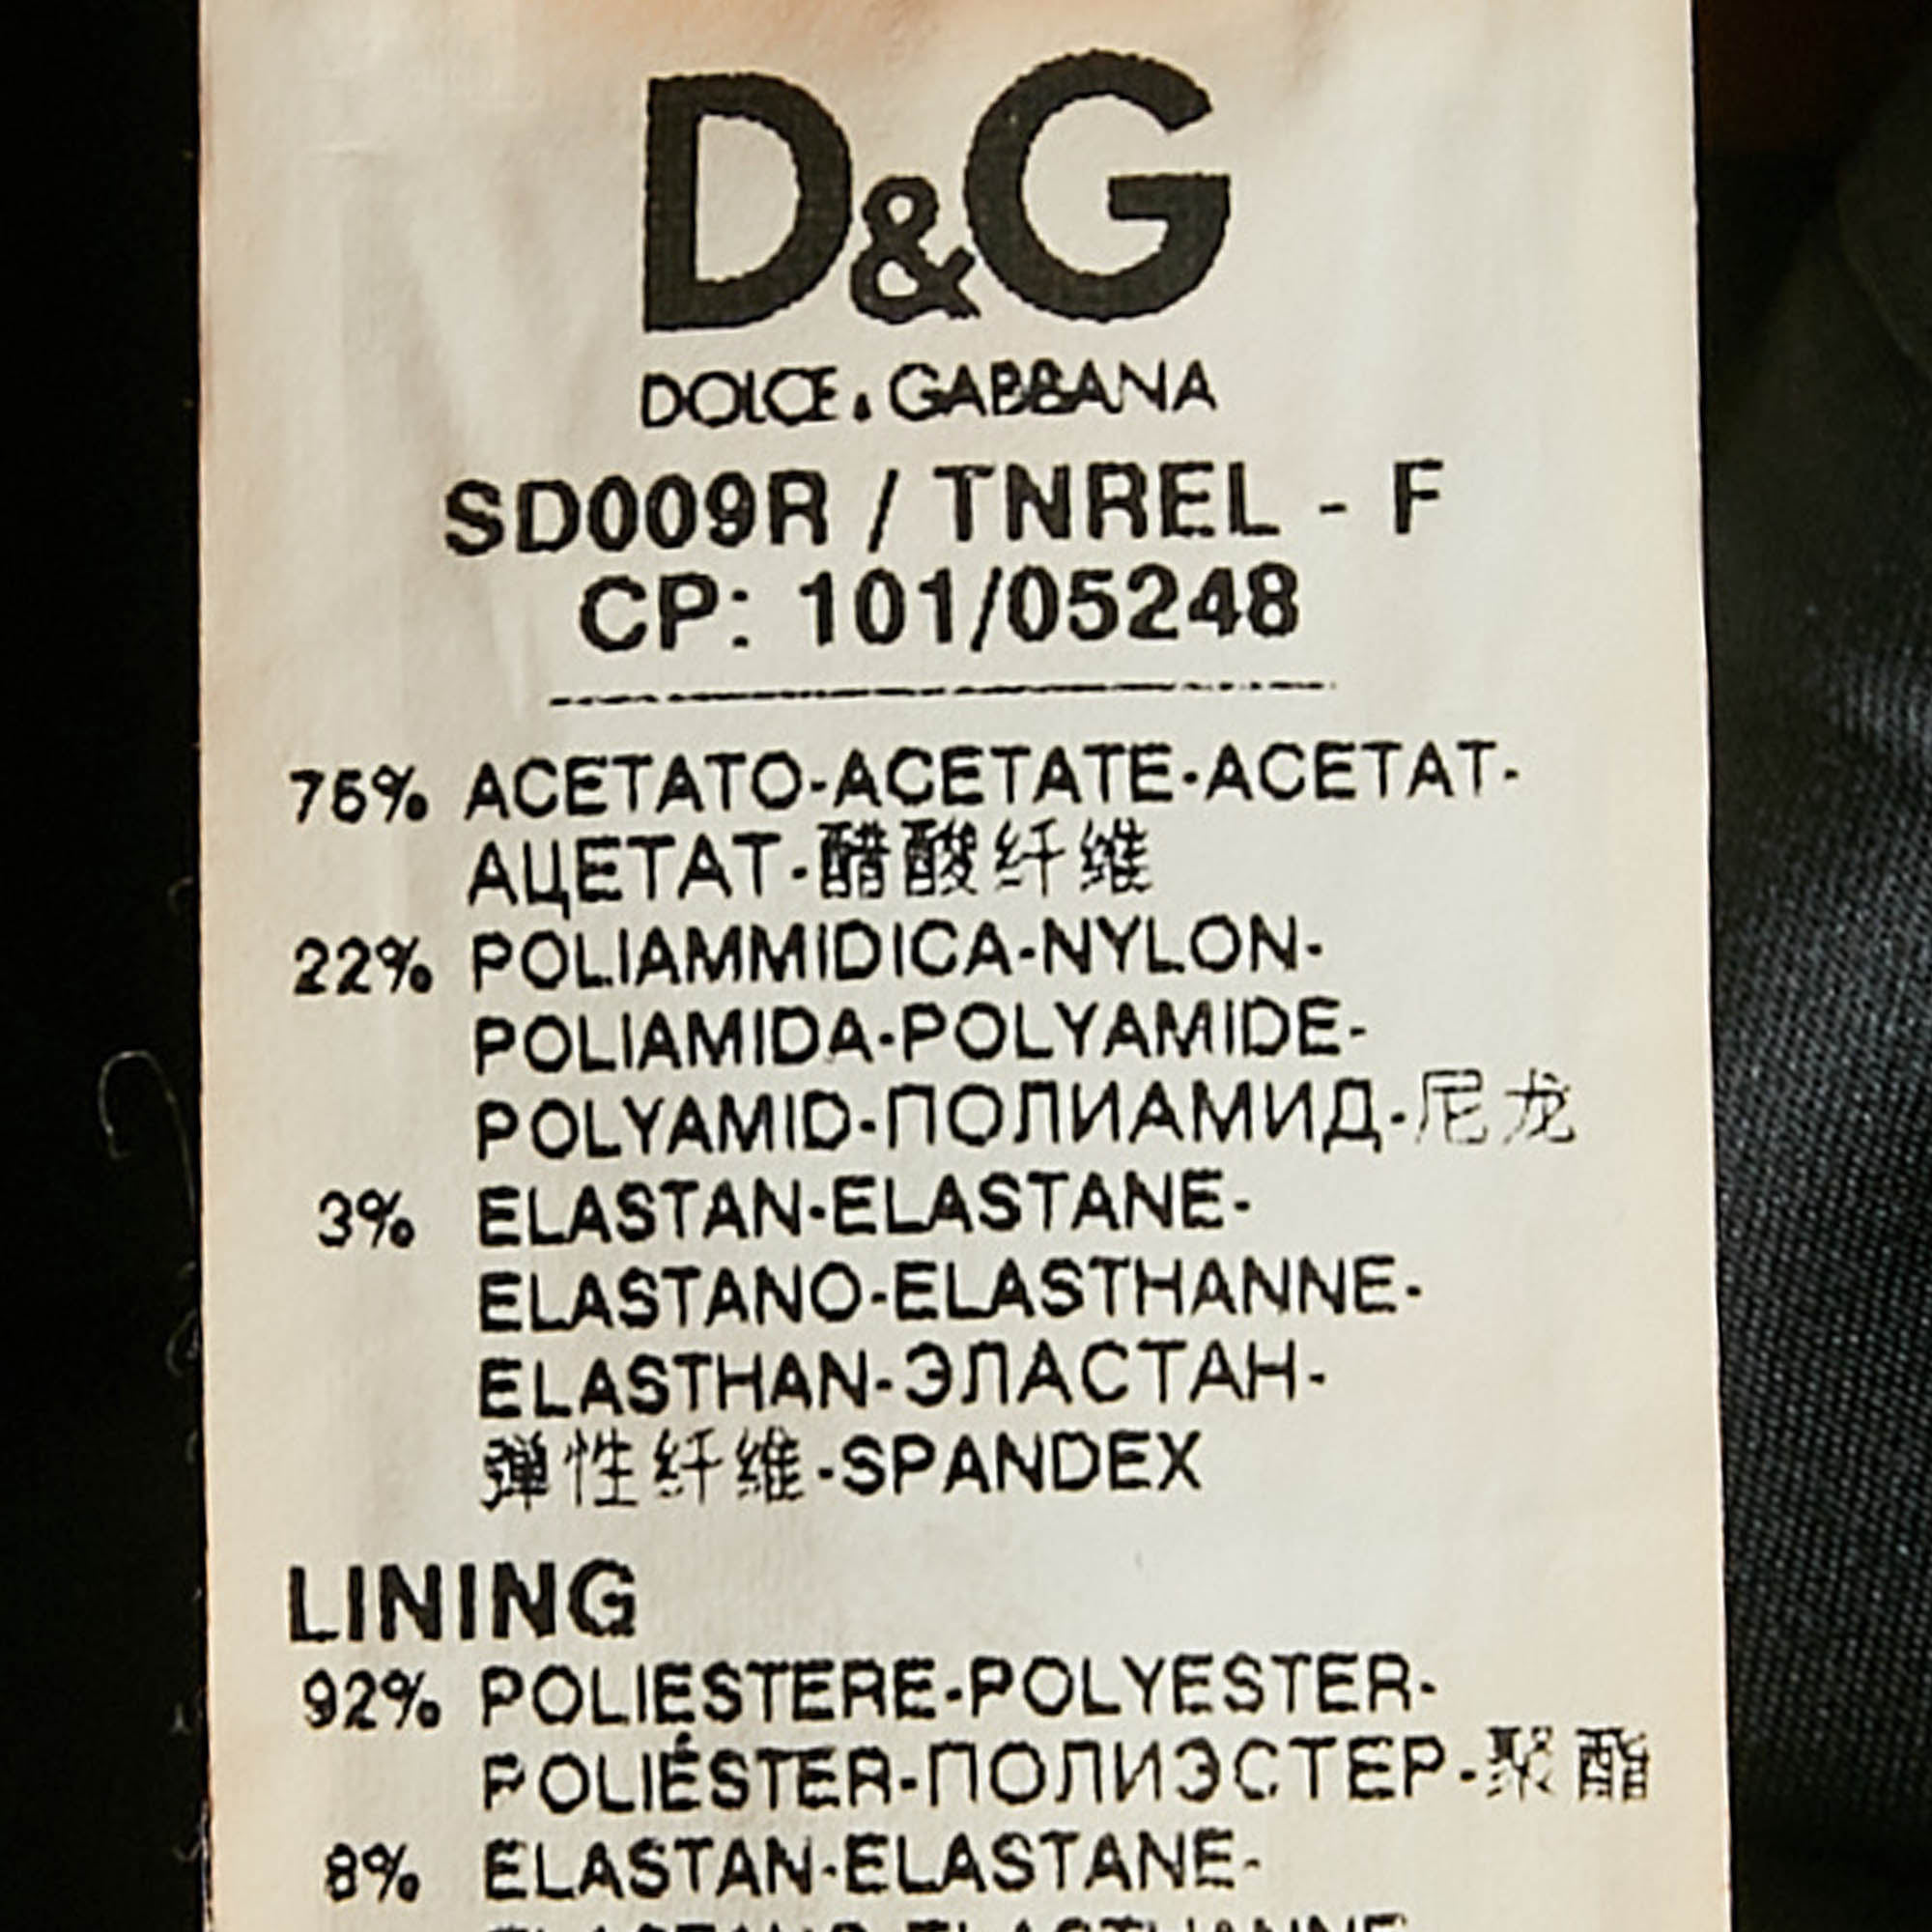 D&G
DOLCE & GABBANA
SD009R / TNREL - F
CP: 101/05248
75% ACETATO-ACETATE-ACETAT-
АЦЕТАТ-醋酸纤维
22% POLIAMMIDICA-NYLON-
POLIAMIDA-POLYAMIDE-
POLYAMID-ПОЛИАМИД-尼龙
3% ELASTAN-ELASTANE-
ELASTANO-ELASTHANNE-
ELASTHAN-ЭЛАСТАН-
弹性纤维-SPANDEX
LINING
92% POLIESTERE-POLYESTER-
POLIÉSTER-ПОЛИЭСТЕР-聚酯
8% ELASTAN-ELASTANE-
ELASTANO-ELASTHANNE-